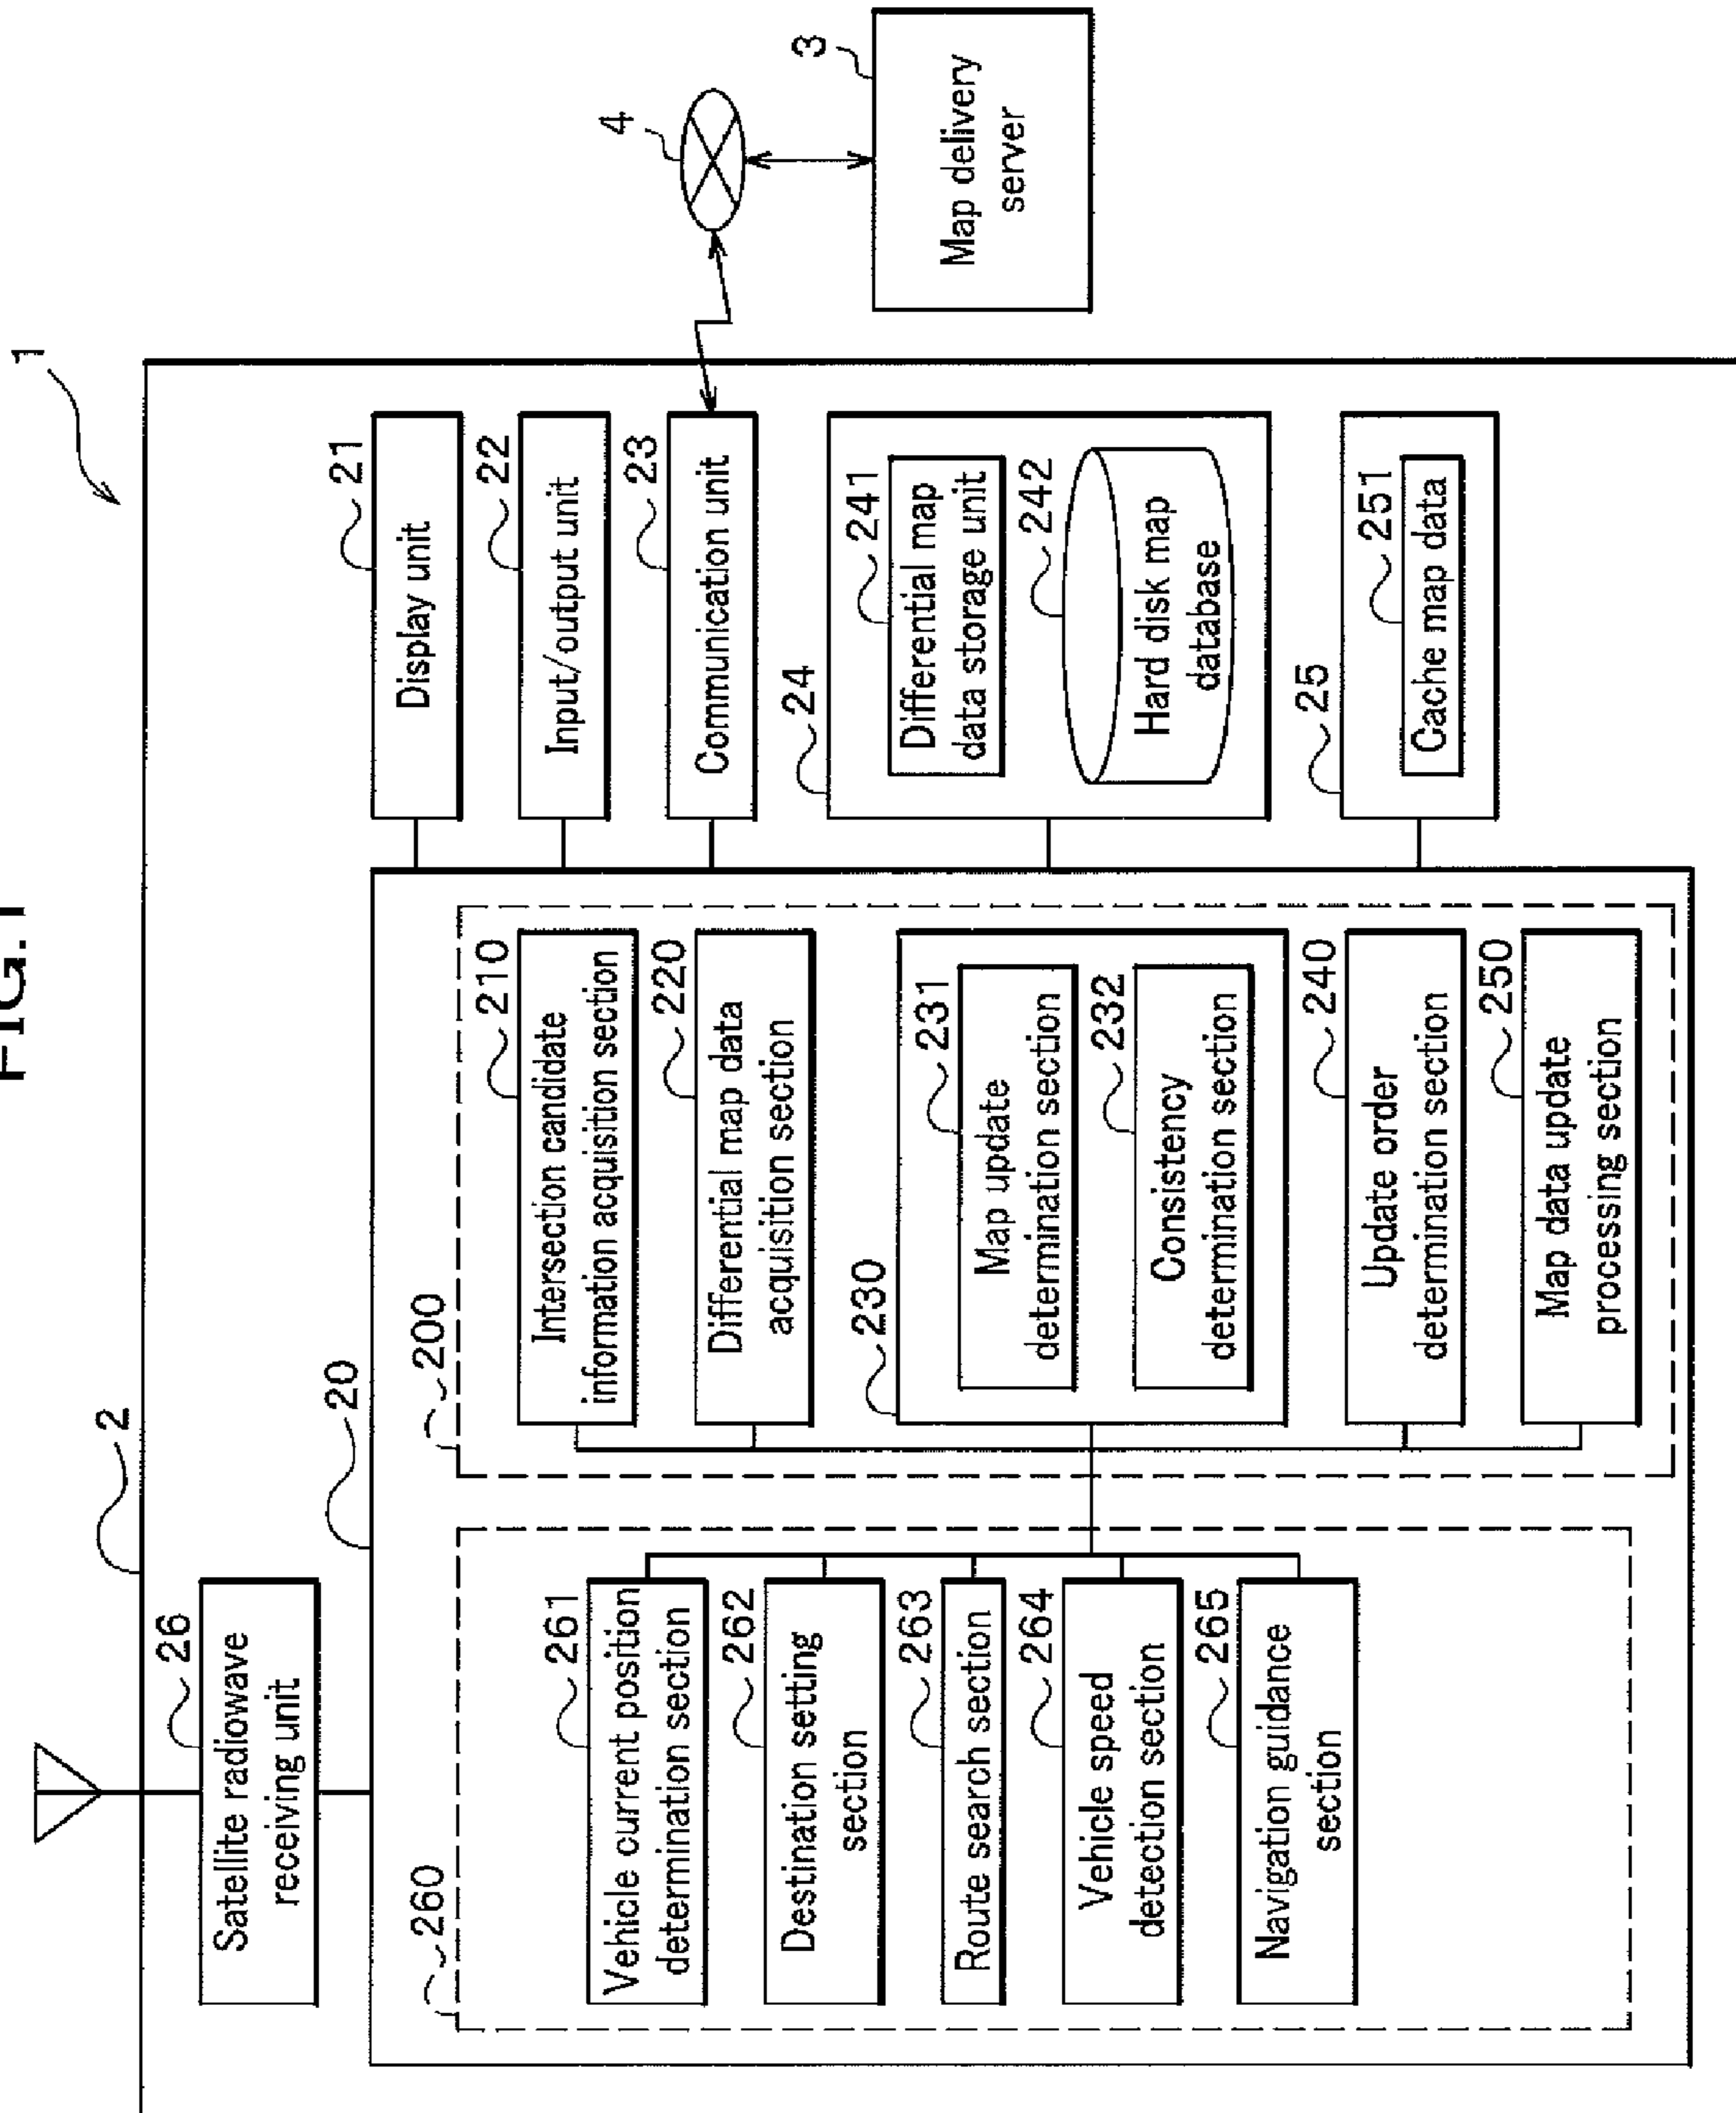 FIG. 1
1
2
26
Satellite radiowave
receiving unit
20
260
261
Vehicle current position
determination section
262
Destination setting
section
263
Route search section
264
Vehicle speed
detection section
265
Navigation guidance
section
200
210
Intersection candidate
information acquisition section
220
Differential map data
acquisition section
230
231
Map update
determination section
232
Consistency
determination section
240
Update order
determination section
250
Map data update
processing section
21
Display unit
22
Input/output unit
23
Communication unit
24
241
Differential map
data storage unit
242
Hard disk map
database
25
251
Cache map data
4
3
Map delivery
server